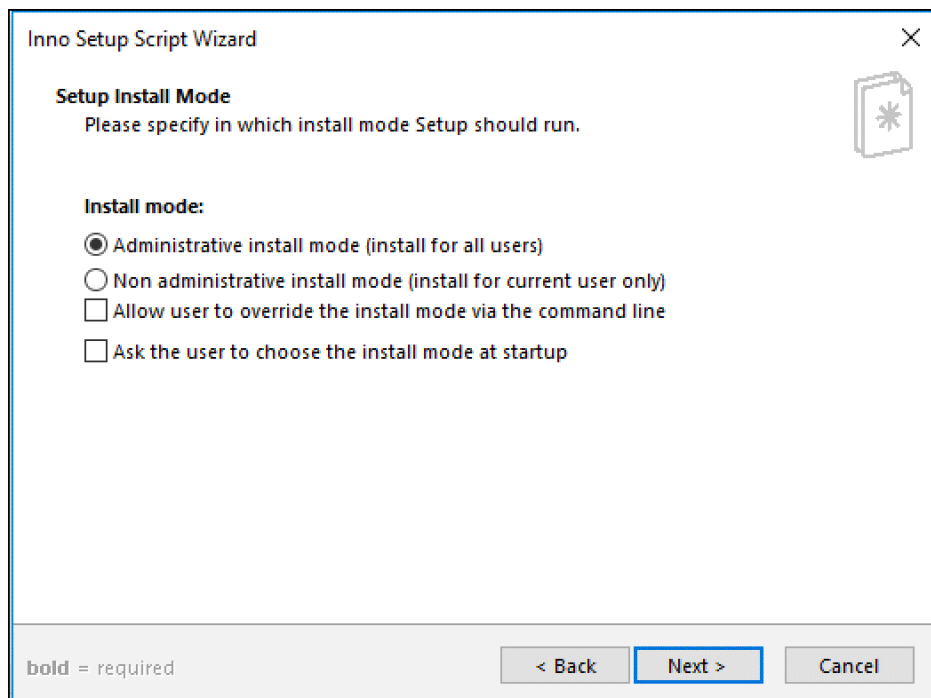 Inno Setup Script Wizard
Setup Install Mode
Please specify in which install mode Setup should run.
Install mode:
Administrative install mode (install for all users)
Non administrative install mode (install for current user only)
Allow user to override the install mode via the command line
Ask the user to choose the install mode at startup
bold = required
< Back
Next >
Cancel